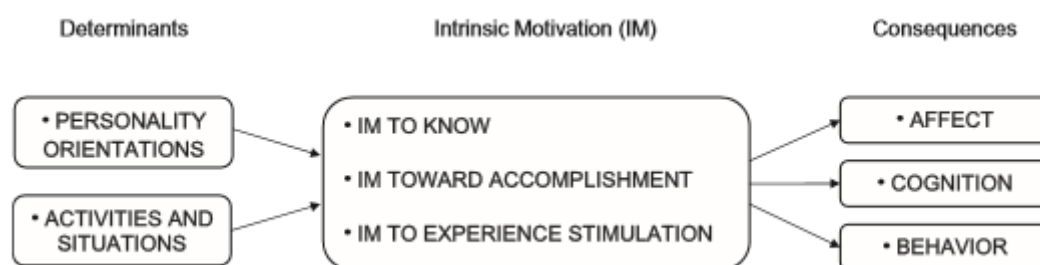 Determinants
Intrinsic Motivation (IM)
Consequences
• PERSONALITY
ORIENTATIONS
• ACTIVITIES AND
SITUATIONS
• IM TO KNOW
• IM TOWARD ACCOMPLISHMENT
• IM TO EXPERIENCE STIMULATION
• AFFECT
• COGNITION
• BEHAVIOR